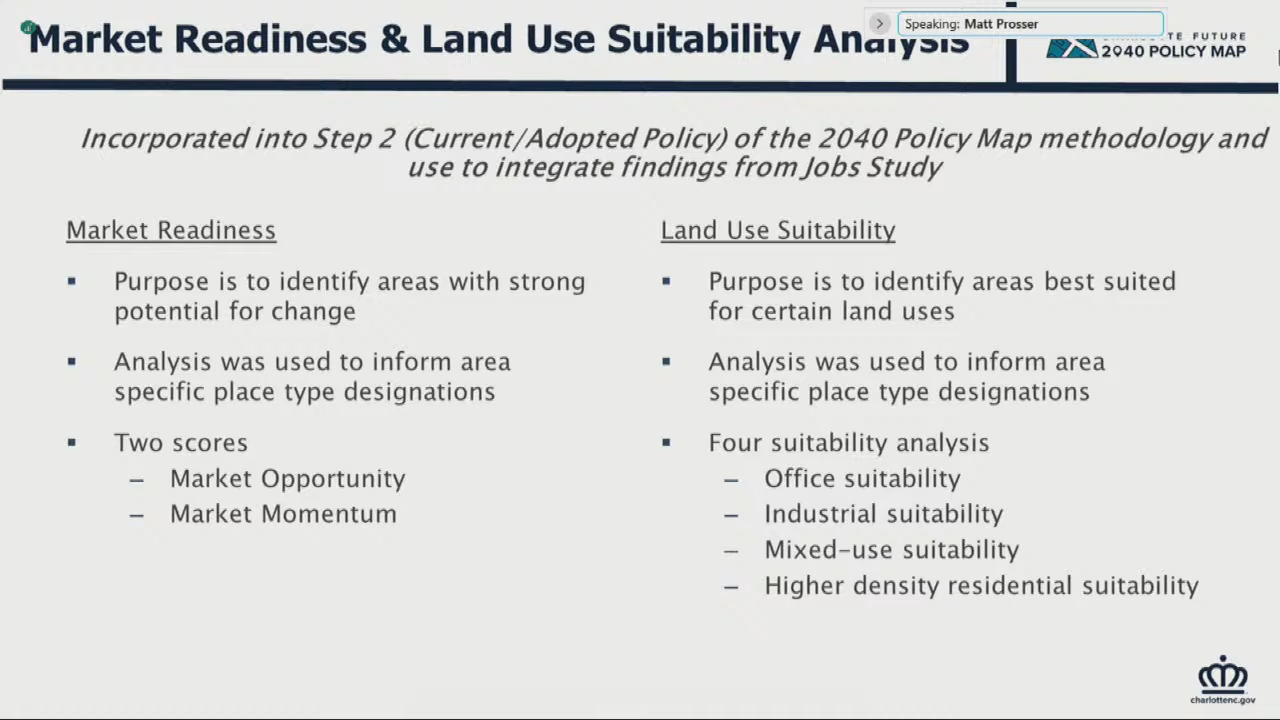 Market Readiness & Land Use Suitability Analysis
Speaking: Matt Prosser
FUTURE
2040 POLICY MAP
Incorporated into Step 2 (Current/Adopted Policy) of the 2040 Policy Map methodology and
use to integrate findings from Jobs Study
Market Readiness
▪ Purpose is to identify areas with strong
potential for change
▪ Analysis was used to inform area
specific place type designations
▪ Two scores
– Market Opportunity
– Market Momentum
Land Use Suitability
▪ Purpose is to identify areas best suited
for certain land uses
▪ Analysis was used to inform area
specific place type designations
▪ Four suitability analysis
– Office suitability
– Industrial suitability
– Mixed-use suitability
– Higher density residential suitability
charlottenc.gov